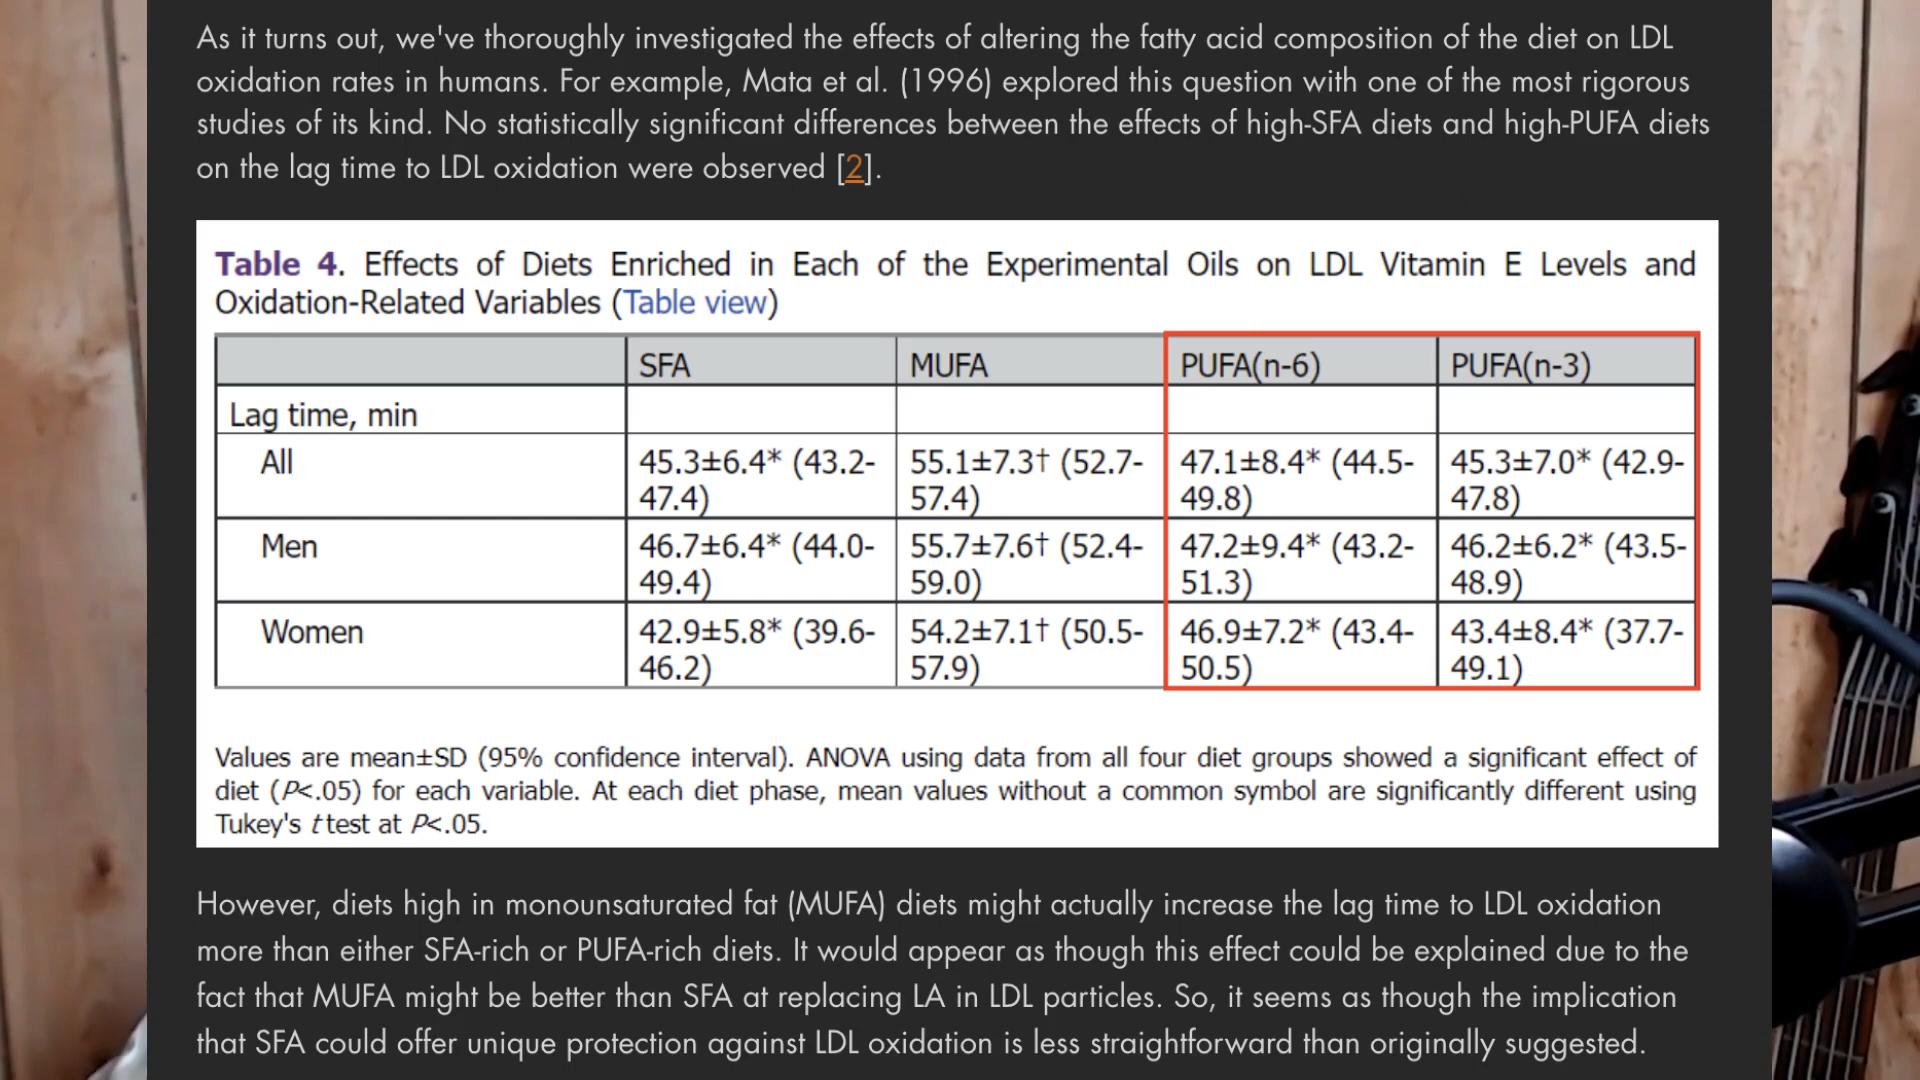 As it turns out, we've thoroughly investigated the effects of altering the fatty acid composition of the diet on LDL
oxidation rates in humans. For example, Mata et al. (1996) explored this question with one of the most rigorous
studies of its kind. No statistically significant differences between the effects of high-SFA diets and high-PUFA diets
on the lag time to LDL oxidation were observed [2].
Table 4. Effects of Diets Enriched in Each of the Experimental Oils on LDL Vitamin E Levels and
Oxidation-Related Variables (Table view)
SFA MUFA PUFA(n-6) PUFA(n-3)
Lag time, min
All 45.3±6.4* (43.2- 55.1±7.3† (52.7- 47.1±8.4* (44.5- 45.3±7.0* (42.9-
47.4) 57.4) 49.8) 47.8)
Men 46.7±6.4* (44.0- 55.7±7.6† (52.4- 47.2±9.4* (43.2- 46.2±6.2* (43.5-
49.4) 59.0) 51.3) 48.9)
Women 42.9±5.8* (39.6- 54.2±7.1† (50.5- 46.9±7.2* (43.4- 43.4±8.4* (37.7-
46.2) 57.9) 50.5) 49.1)
Values are mean±SD (95% confidence interval). ANOVA using data from all four diet groups showed a significant effect of
diet (P<.05) for each variable. At each diet phase, mean values without a common symbol are significantly different using
Tukey's t test at P<.05.
However, diets high in monounsaturated fat (MUFA) diets might actually increase the lag time to LDL oxidation
more than either SFA-rich or PUFA-rich diets. It would appear as though this effect could be explained due to the
fact that MUFA might be better than SFA at replacing LA in LDL particles. So, it seems as though the implication
that SFA could offer unique protection against LDL oxidation is less straightforward than originally suggested.